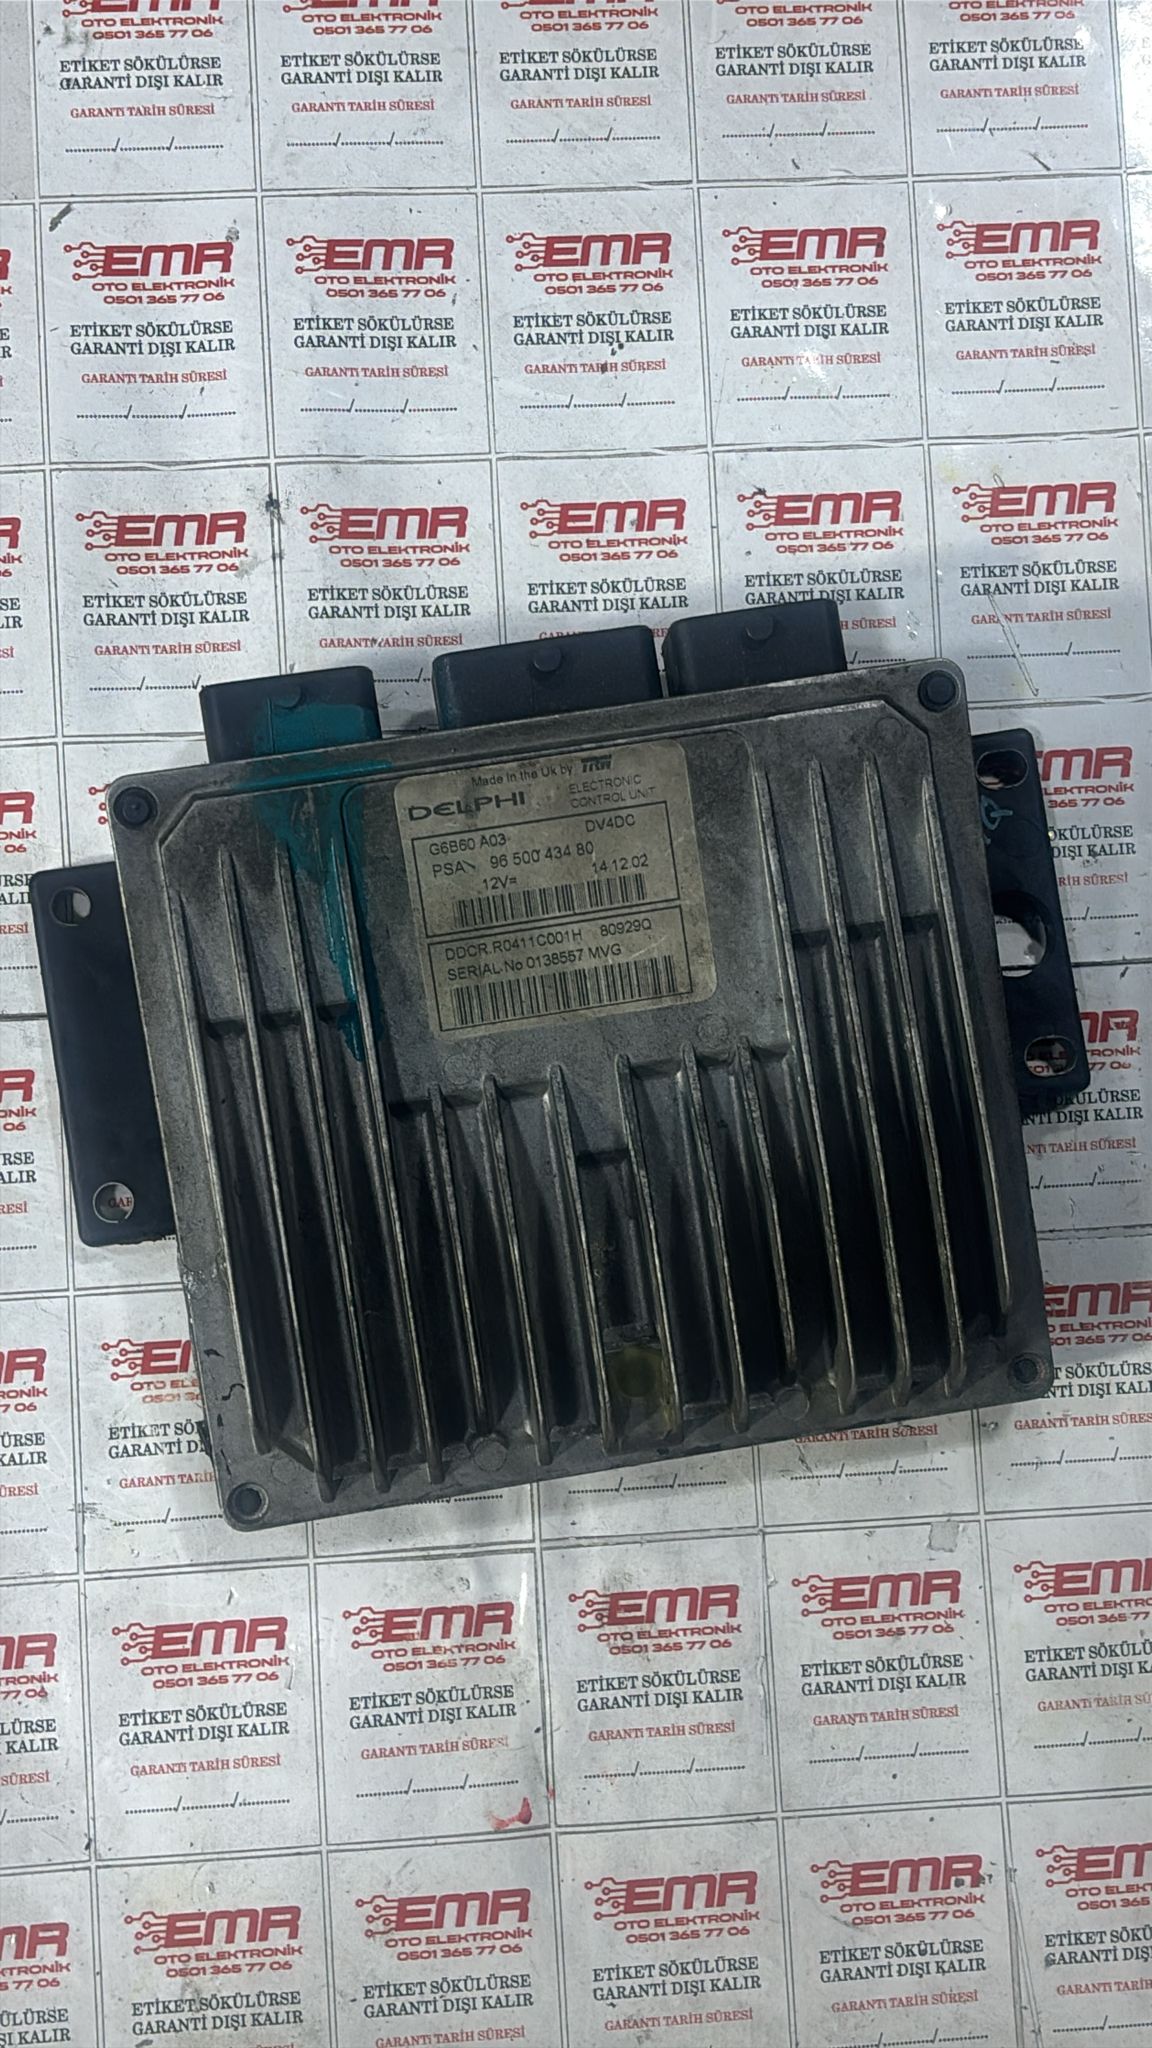 Made in the Uk by TRW
DELPHI
ELECTRONIC
CONTROL UNIT
G6B60 A03
DV4DC
PSA 96 500 434 80
12V=
14.12.02
DDCR.R0411C001H 80929Q
SERIAL No 0138557 MVG
EMR
OTO ELEKTRONİK
0501 365 77 06
ETİKET SÖKÜLÜRSE
GARANTİ DIŞI KALIR
GARANTİ TARİH SÜRESİ
............/............/............